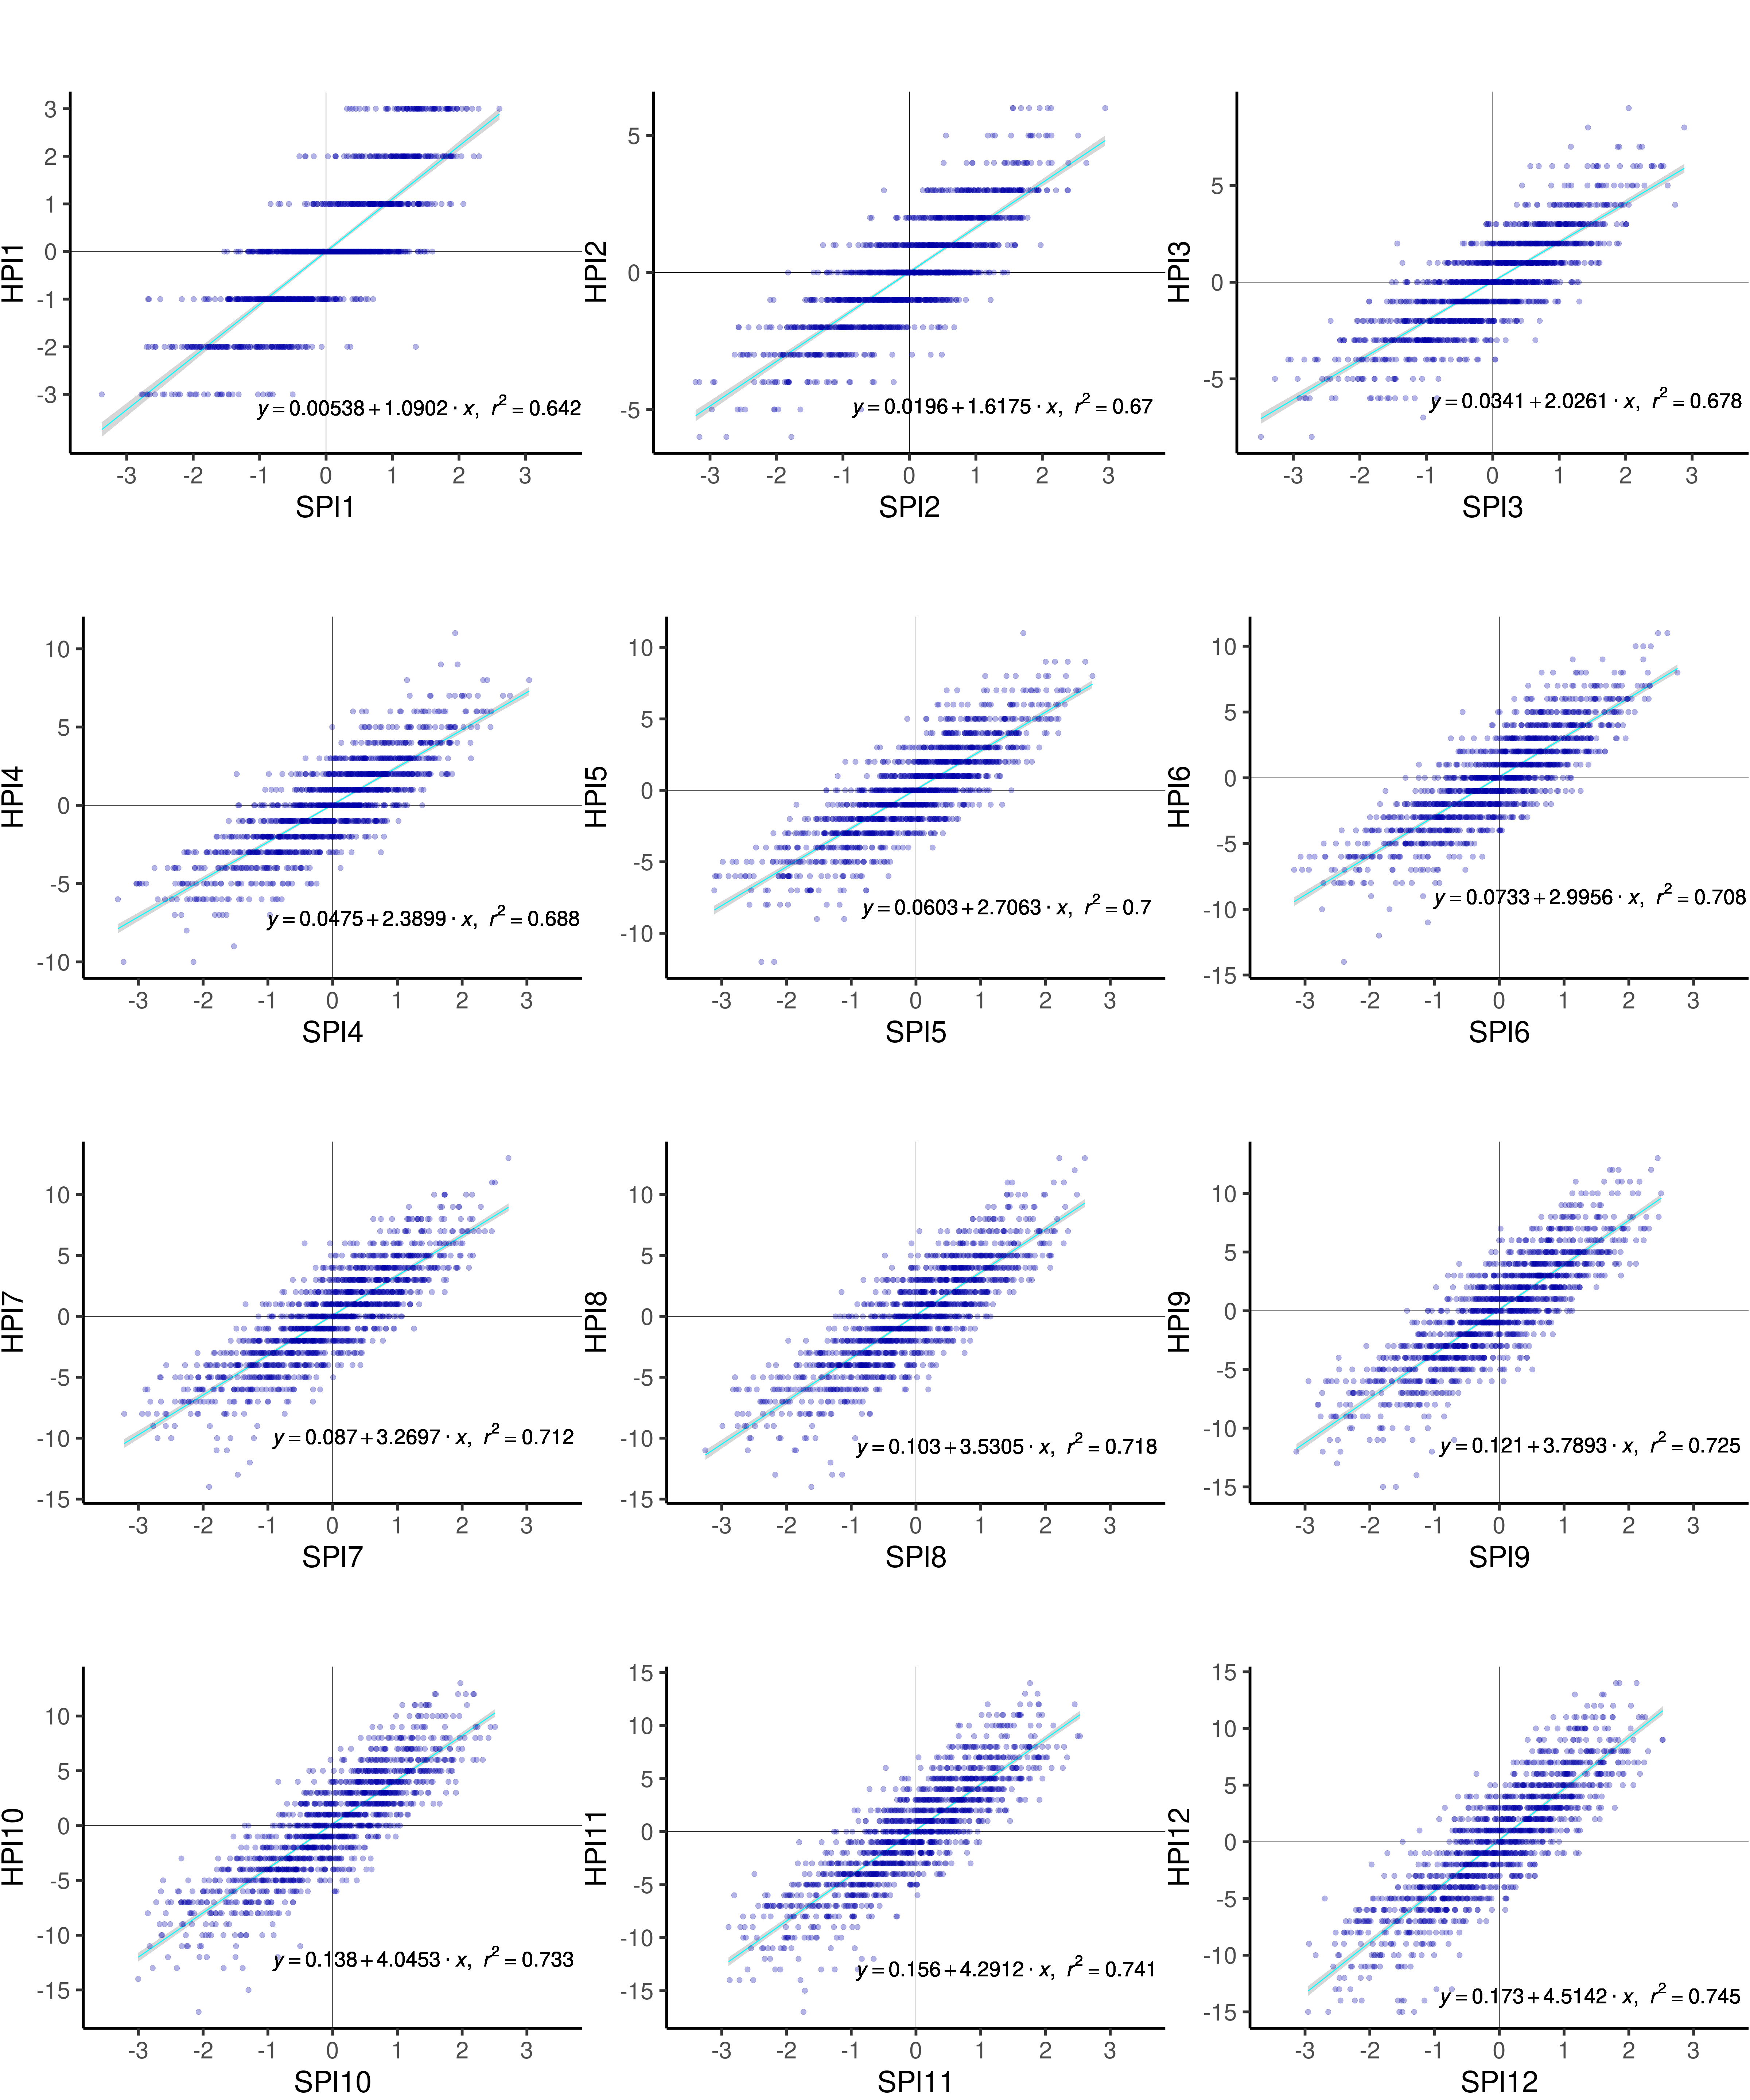 3
2
1
0
-1
-2
-3
HPI1
y = 0.00538 + 1.0902 · x, r² = 0.642
-3 -2 -1 0 1 2 3
SPI1
5
0
-5
HPI2
y = 0.0196 + 1.6175 · x, r² = 0.67
-3 -2 -1 0 1 2 3
SPI2
5
0
-5
HPI3
y = 0.0341 + 2.0261 · x, r² = 0.678
-3 -2 -1 0 1 2 3
SPI3
10
5
0
-5
-10
HPI4
y = 0.0475 + 2.3899 · x, r² = 0.688
-3 -2 -1 0 1 2 3
SPI4
10
5
0
-5
-10
HPI5
y = 0.0603 + 2.7063 · x, r² = 0.7
-3 -2 -1 0 1 2 3
SPI5
10
5
0
-5
-10
-15
HPI6
y = 0.0733 + 2.9956 · x, r² = 0.708
-3 -2 -1 0 1 2 3
SPI6
10
5
0
-5
-10
-15
HPI7
y = 0.087 + 3.2697 · x, r² = 0.712
-3 -2 -1 0 1 2 3
SPI7
10
5
0
-5
-10
-15
HPI8
y = 0.103 + 3.5305 · x, r² = 0.718
-3 -2 -1 0 1 2 3
SPI8
10
5
0
-5
-10
-15
HPI9
y = 0.121 + 3.7893 · x, r² = 0.725
-3 -2 -1 0 1 2 3
SPI9
10
5
0
-5
-10
-15
HPI10
y = 0.138 + 4.0453 · x, r² = 0.733
-3 -2 -1 0 1 2 3
SPI10
15
10
5
0
-5
-10
-15
HPI11
y = 0.156 + 4.2912 · x, r² = 0.741
-3 -2 -1 0 1 2 3
SPI11
15
10
5
0
-5
-10
-15
HPI12
y = 0.173 + 4.5142 · x, r² = 0.745
-3 -2 -1 0 1 2 3
SPI12